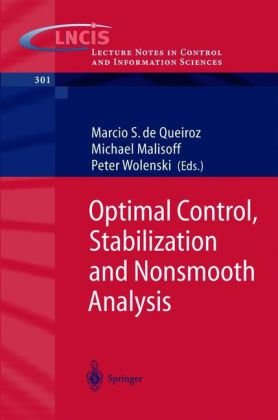 LNCIS
LECTURE NOTES IN CONTROL
AND INFORMATION SCIENCES
301
Marcio S. de Queiroz
Michael Malisoff
Peter Wolenski (Eds.)
Optimal Control,
Stabilization
and Nonsmooth
Analysis
Springer